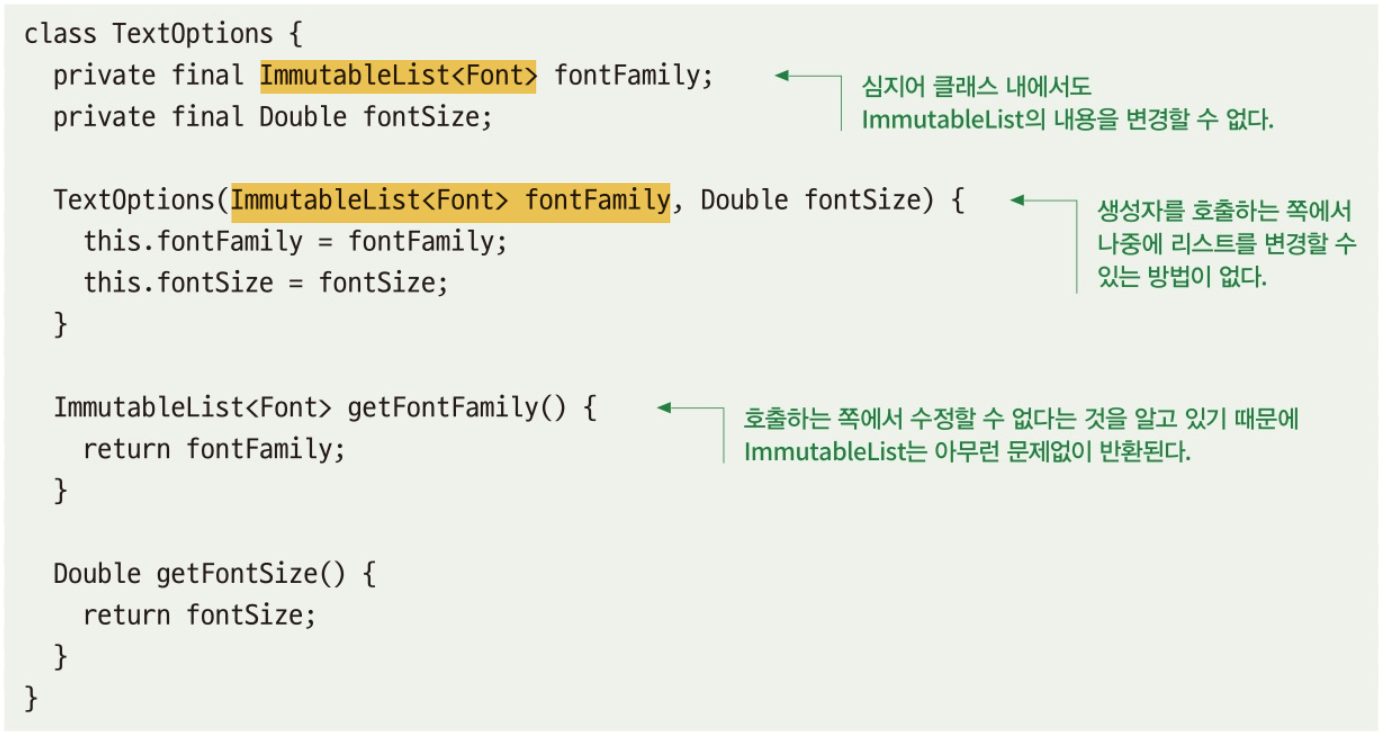 class TextOptions {
  private final ImmutableList<Font> fontFamily;
심지어 클래스 내에서도
ImmutableList의 내용을 변경할 수 없다.
  private final Double fontSize;
  TextOptions(ImmutableList<Font> fontFamily, Double fontSize) {
생성자를 호출하는 쪽에서
나중에 리스트를 변경할 수
있는 방법이 없다.
    this.fontFamily = fontFamily;
    this.fontSize = fontSize;
  }
  ImmutableList<Font> getFontFamily() {
호출하는 쪽에서 수정할 수 없다는 것을 알고 있기 때문에
ImmutableList는 아무런 문제없이 반환된다.
    return fontFamily;
  }
  Double getFontSize() {
    return fontSize;
  }
}